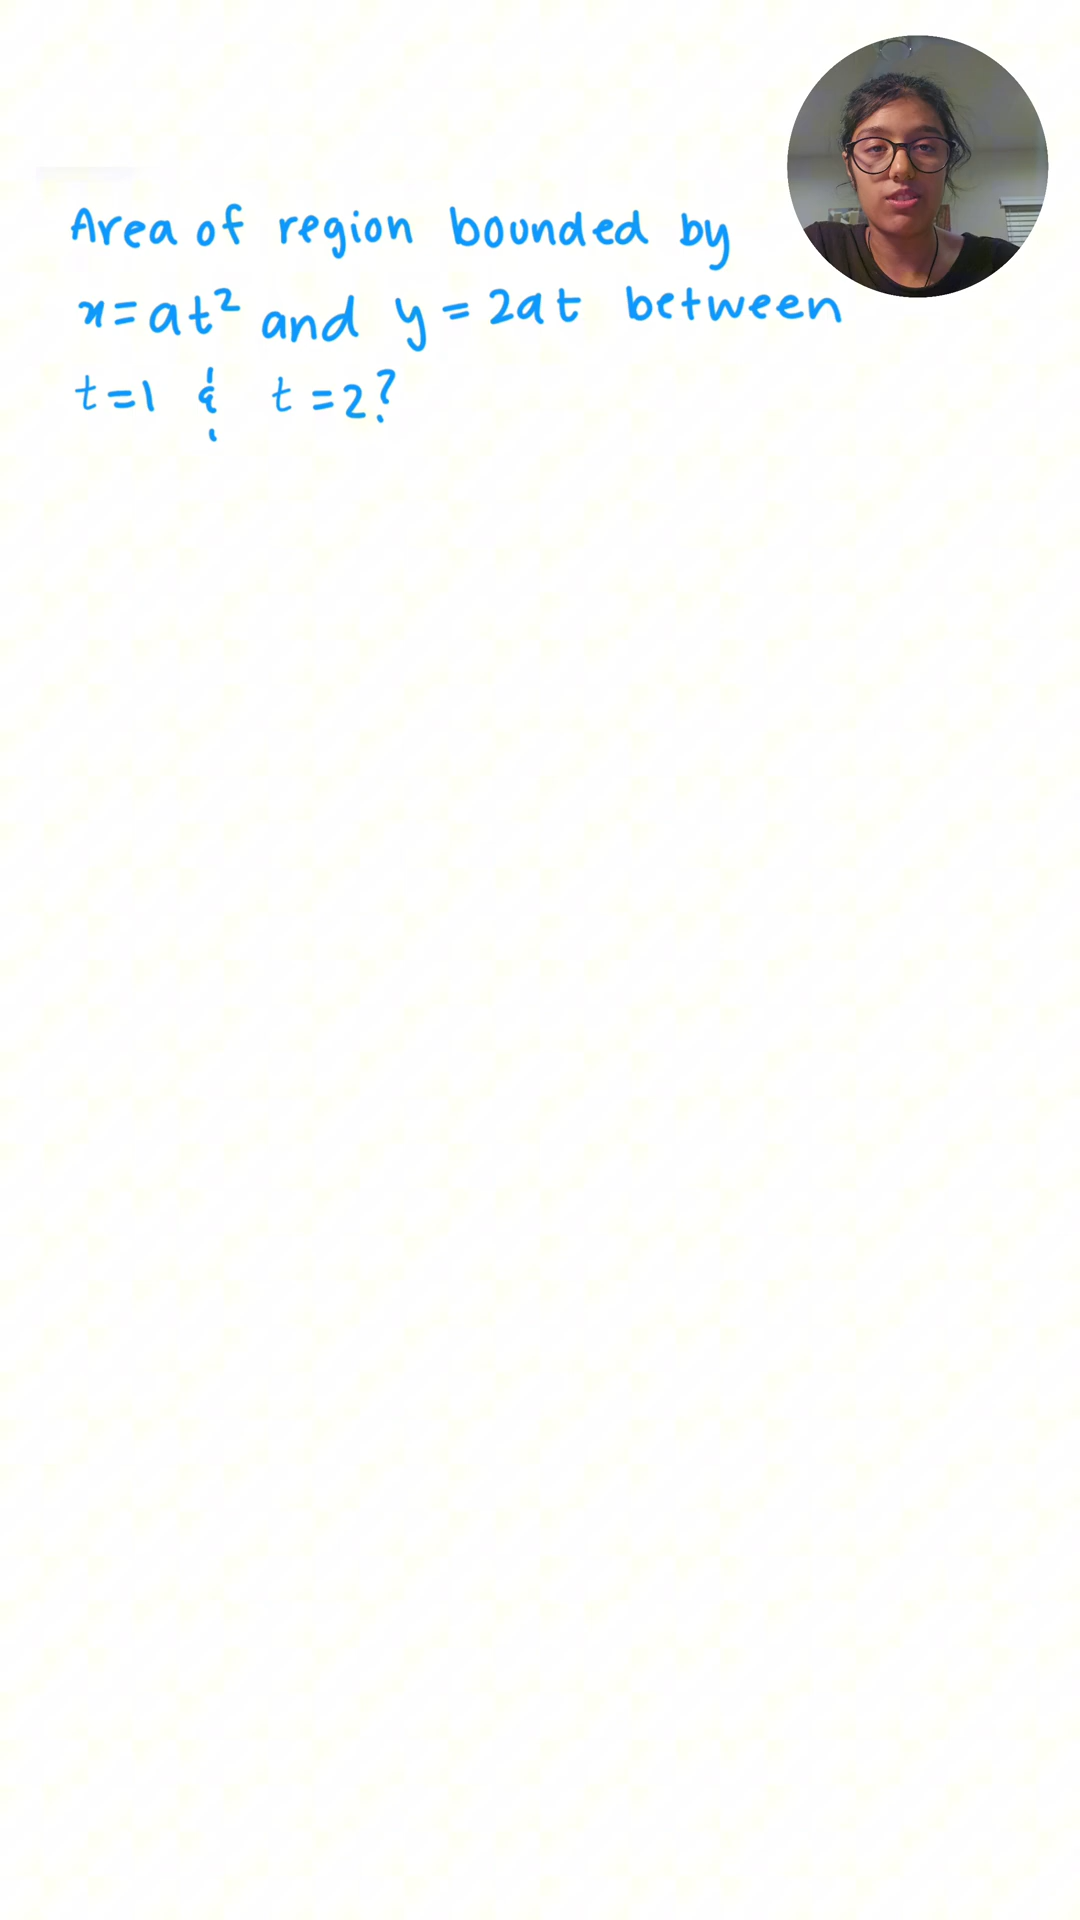 Area of region bounded by
x=at² and y = 2at between
t=1 & t=2?